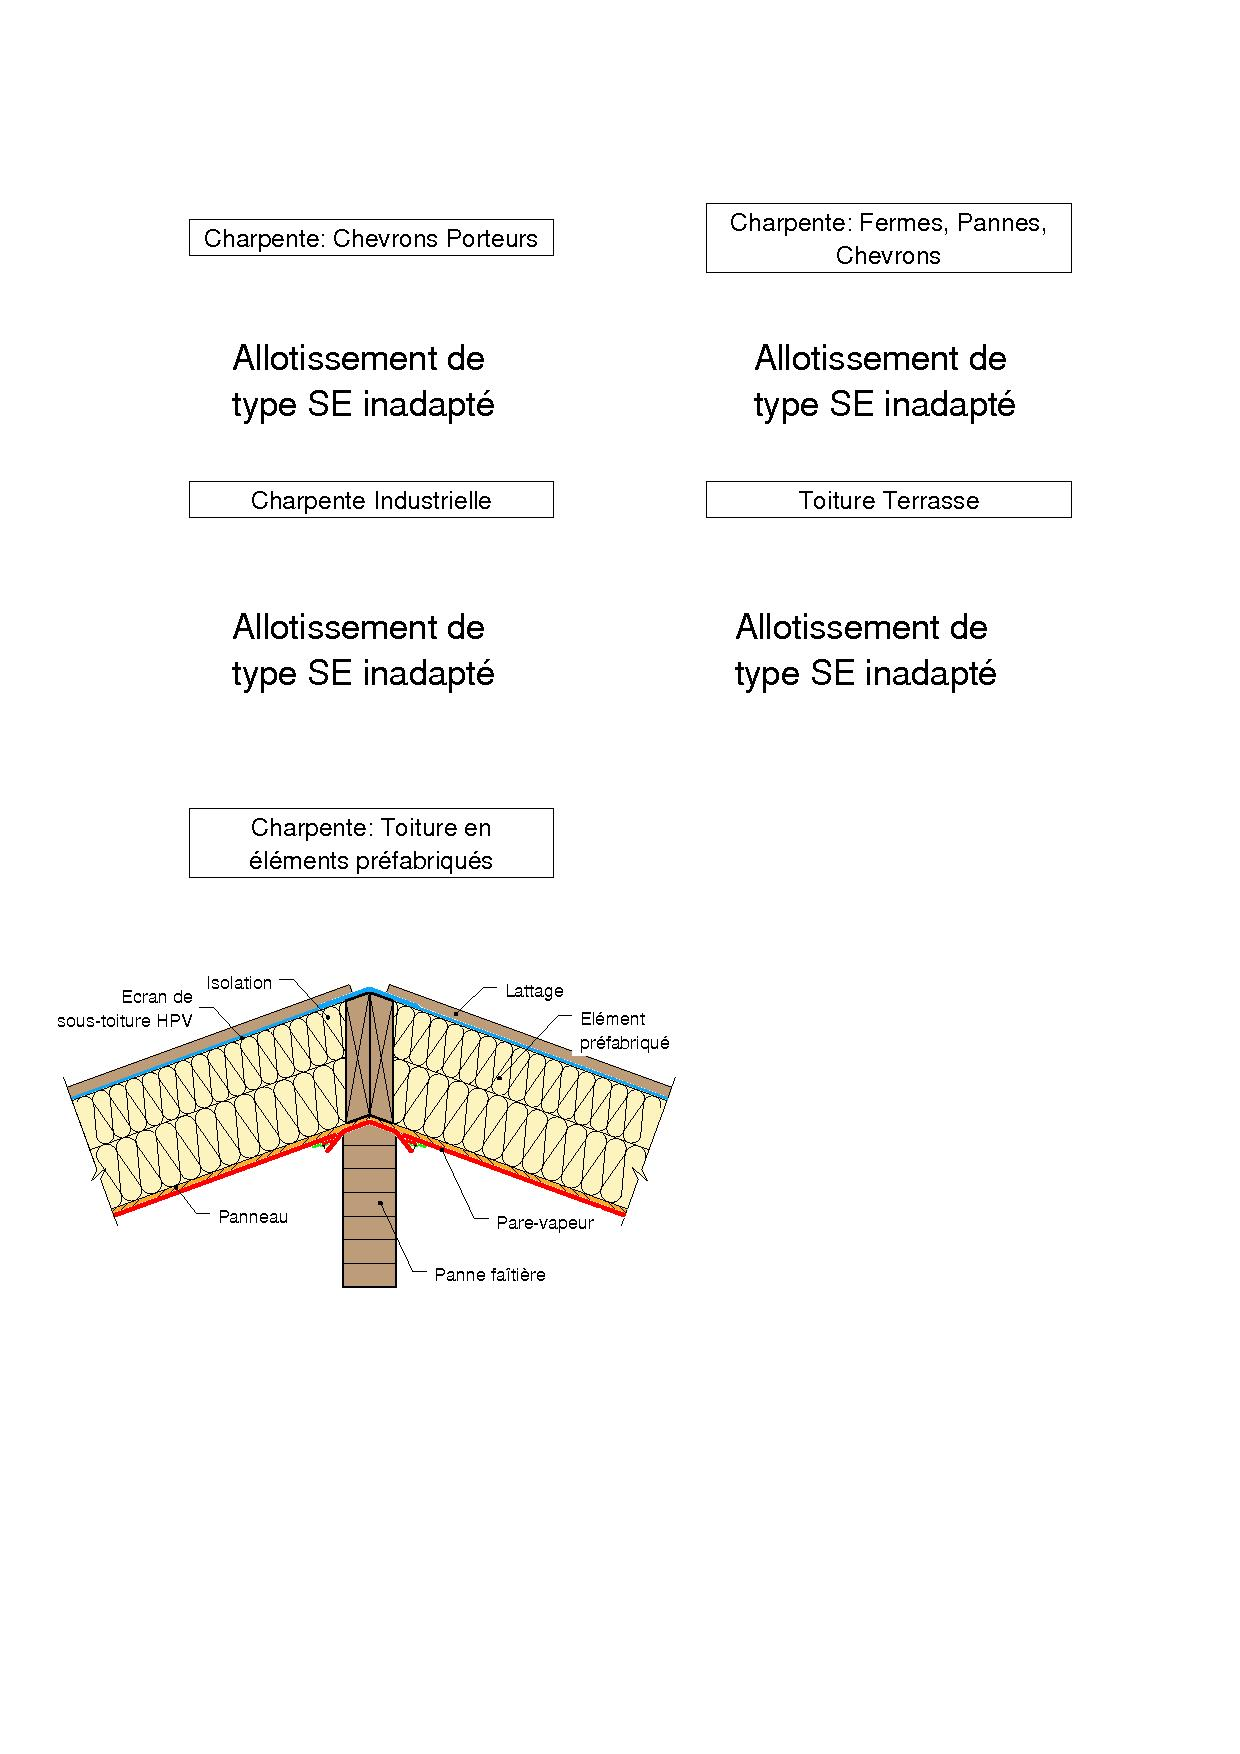 Charpente: Chevrons Porteurs
Charpente: Fermes, Pannes,
Chevrons
Allotissement de
type SE inadapté
Allotissement de
type SE inadapté
Charpente Industrielle
Toiture Terrasse
Allotissement de
type SE inadapté
Allotissement de
type SE inadapté
Charpente: Toiture en
éléments préfabriqués
Isolation
Ecran de
sous-toiture HPV
Lattage
Elément
préfabriqué
Panneau
Pare-vapeur
Panne faîtière